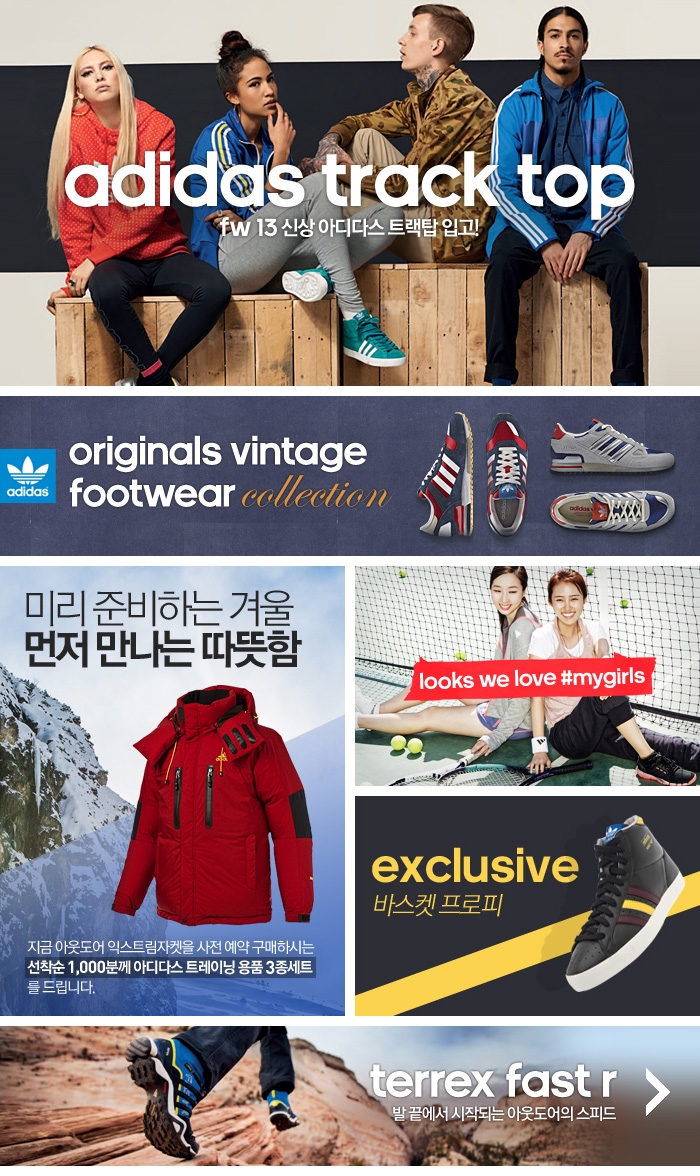 adidas track top
fw 13 신상 아디다스 트랙탑 입고!
adidas
originals vintage
footwear collection
adidas
미리 준비하는 겨울
먼저 만나는 따뜻함
지금 아웃도어 익스트림자켓을 사전 예약 구매하시는
선착순 1,000분께 아디다스 트레이닝 용품 3종세트
를 드립니다.
looks we love #mygirls
exclusive
바스켓 프로피
terrex fast r
발 끝에서 시작되는 아웃도어의 스피드